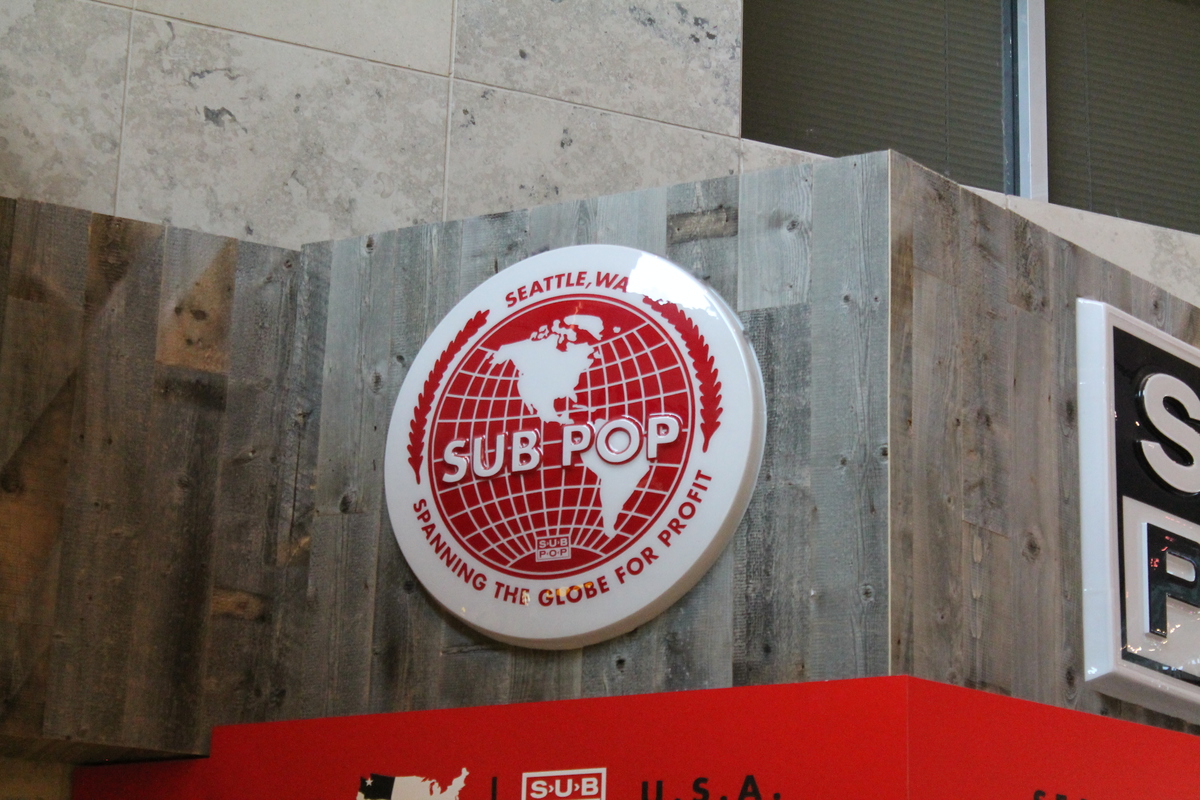 SEATTLE, WA
SUB POP
S·U·B
P·O·P
SPANNING THE GLOBE FOR PROFIT
S
P
S·U·B
U.S.A.